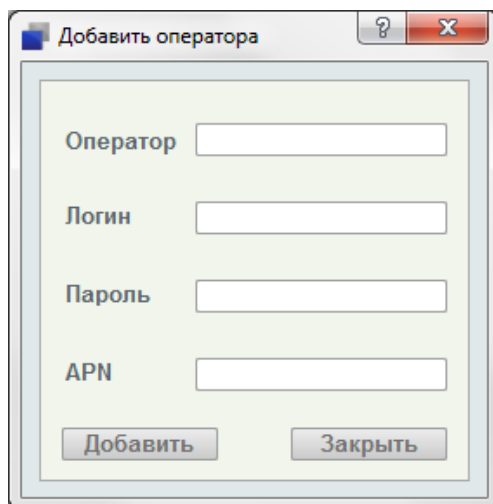 Добавить оператора
Оператор
Логин
Пароль
APN
Добавить Закрыть